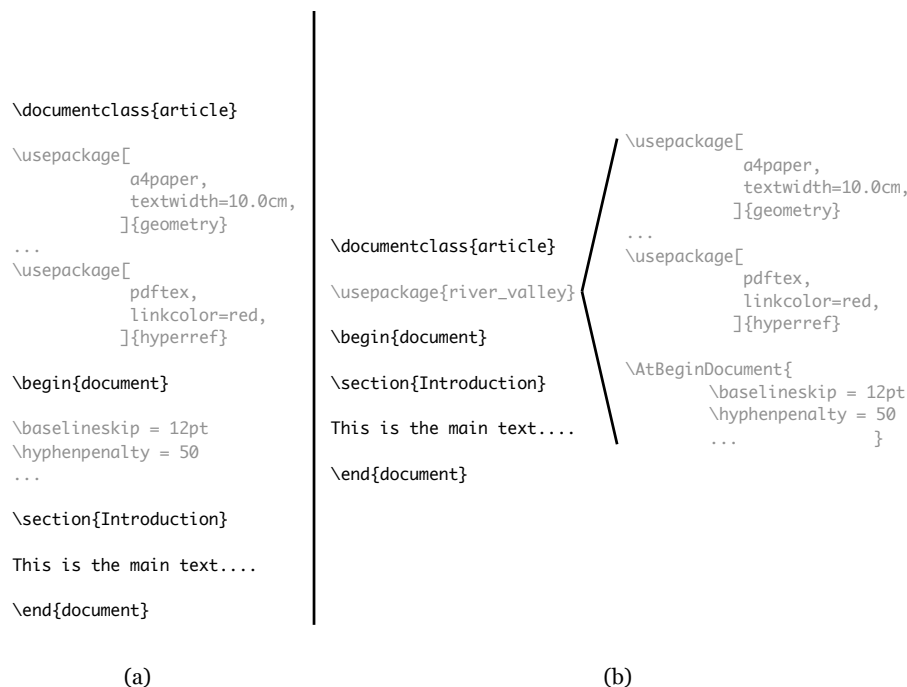 \documentclass{article}
\usepackage[
a4paper,
textwidth=10.0cm,
]{geometry}
...
\usepackage[
pdftex,
linkcolor=red,
]{hyperref}
\begin{document}
\baselineskip = 12pt
\hyphenpenalty = 50
...
\section{Introduction}
This is the main text....
\end{document}
(a)
\documentclass{article}
\usepackage{river_valley}
\begin{document}
\section{Introduction}
This is the main text....
\end{document}
\usepackage[
a4paper,
textwidth=10.0cm,
]{geometry}
...
\usepackage[
pdftex,
linkcolor=red,
]{hyperref}
\AtBeginDocument{
\baselineskip = 12pt
\hyphenpenalty = 50
... }
(b)